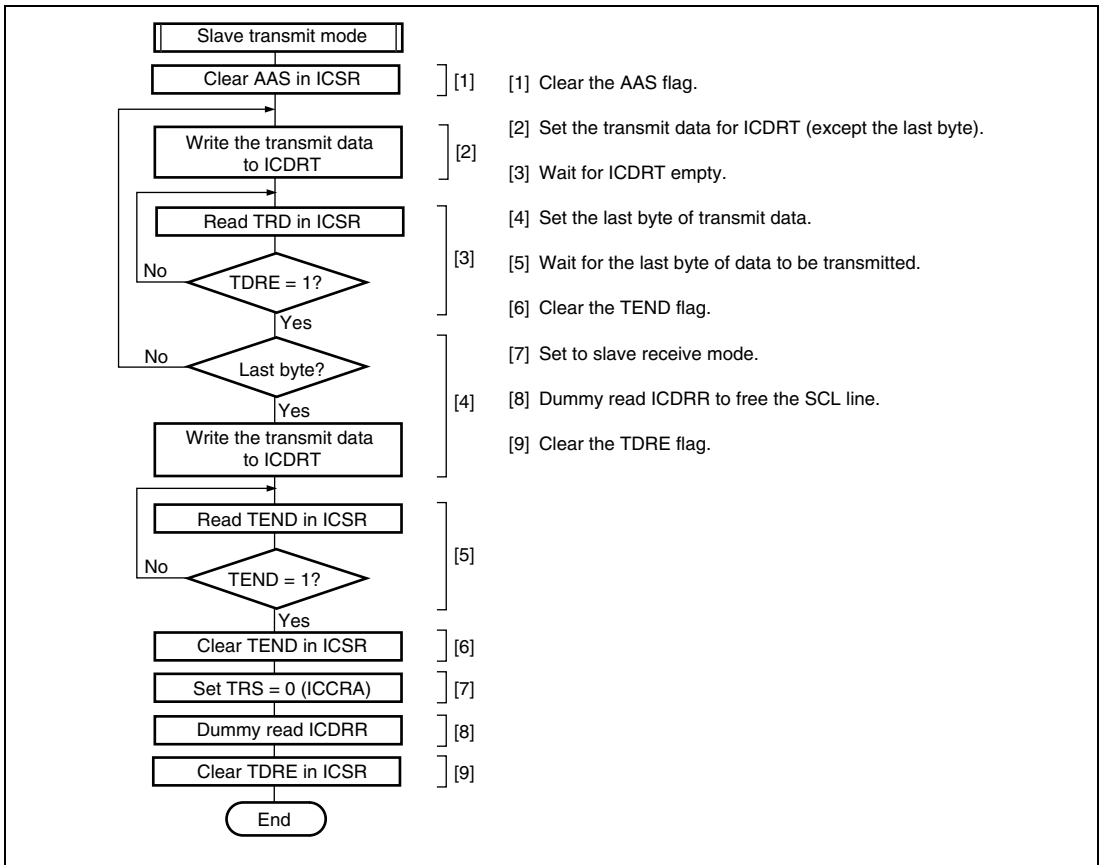 Slave transmit mode
Clear AAS in ICSR
[1]
[1] Clear the AAS flag.
Write the transmit data
to ICDRT
[2]
[2] Set the transmit data for ICDRT (except the last byte).
[3] Wait for ICDRT empty.
Read TRD in ICSR
[4] Set the last byte of transmit data.
No
TDRE = 1?
[3]
[5] Wait for the last byte of data to be transmitted.
Yes
[6] Clear the TEND flag.
No
Last byte?
[7] Set to slave receive mode.
Yes
[4]
[8] Dummy read ICDRR to free the SCL line.
Write the transmit data
to ICDRT
[9] Clear the TDRE flag.
Read TEND in ICSR
No
TEND = 1?
[5]
Yes
Clear TEND in ICSR
[6]
Set TRS = 0 (ICCRA)
[7]
Dummy read ICDRR
[8]
Clear TDRE in ICSR
[9]
End